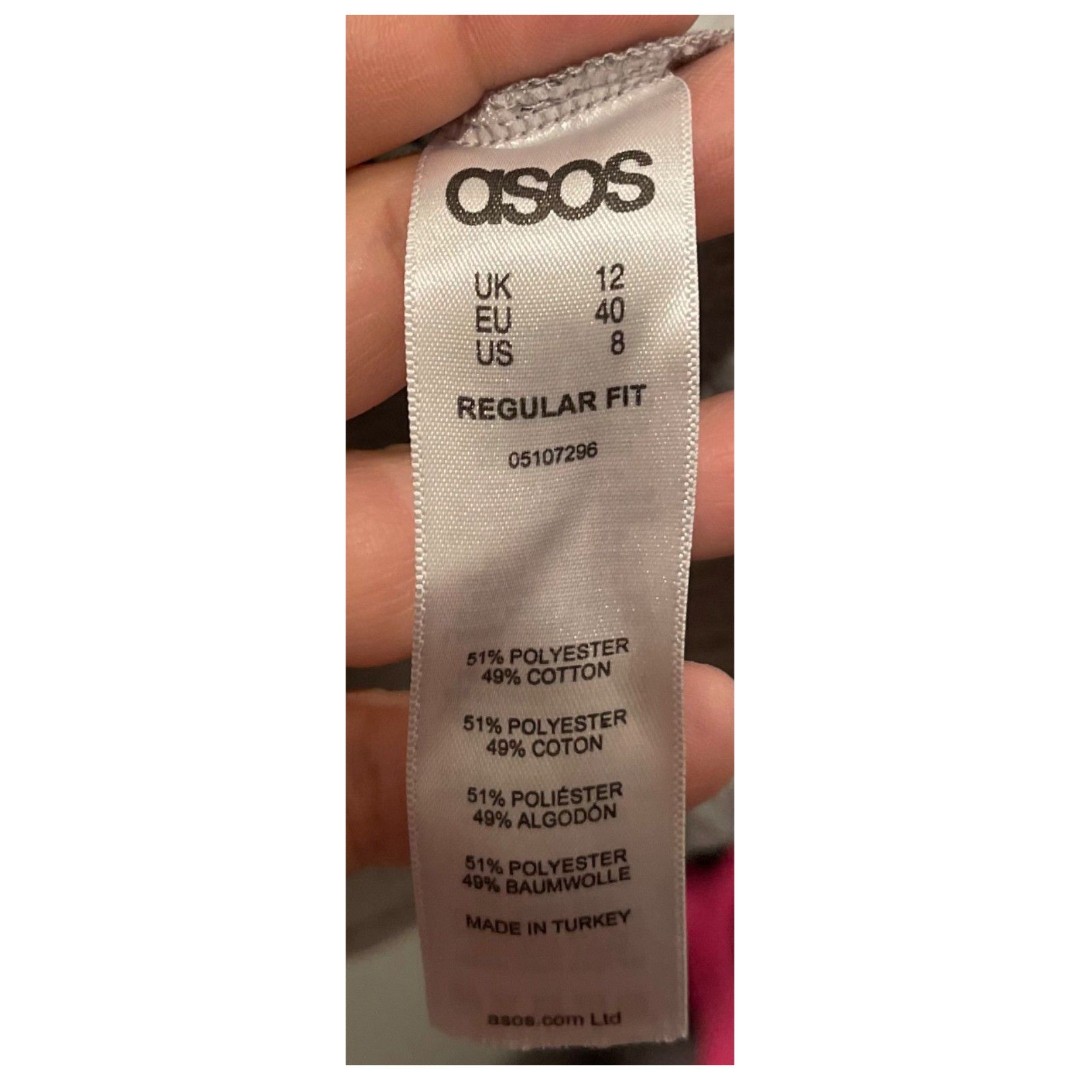 asos
UK 12
EU 40
US 8
REGULAR FIT
05107296
51% POLYESTER
49% COTTON
51% POLYESTER
49% COTON
51% POLIÉSTER
49% ALGODÓN
51% POLYESTER
49% BAUMWOLLE
MADE IN TURKEY
asos.com Ltd